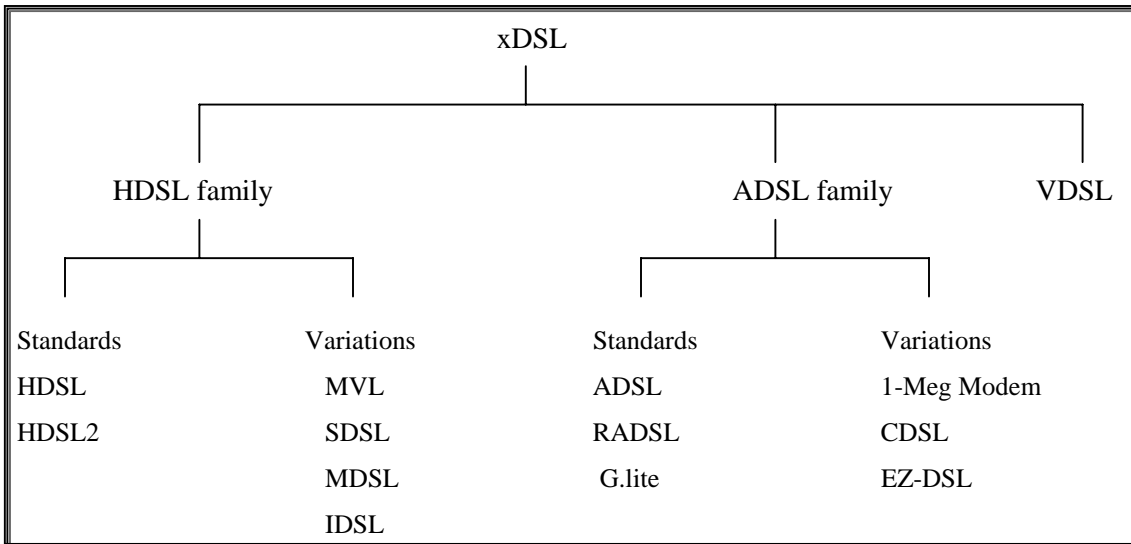 xDSL
HDSL family ADSL family VDSL
Standards Variations Standards Variations
HDSL MVL ADSL 1-Meg Modem
HDSL2 SDSL RADSL CDSL
MDSL G.lite EZ-DSL
IDSL